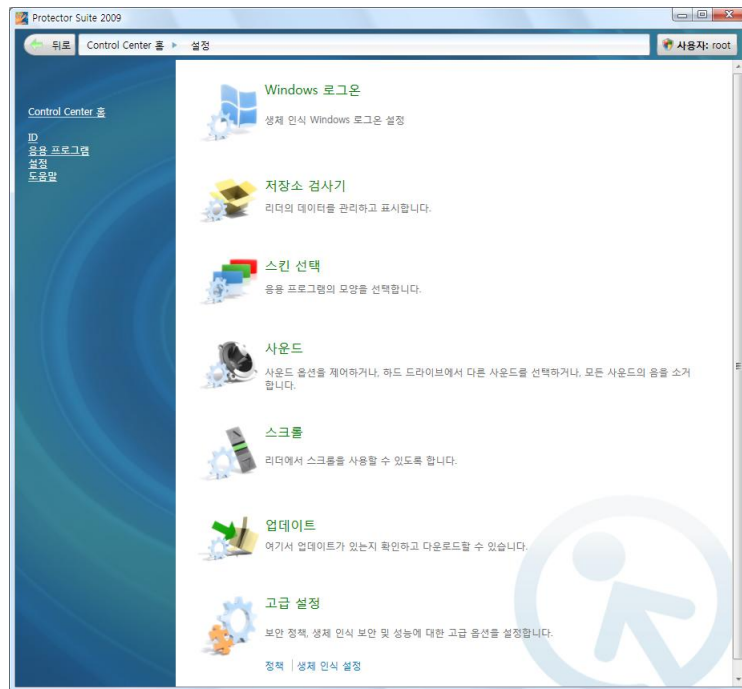 Protector Suite 2009
뒤로 Control Center 홈 ▶ 설정 사용자: root
Control Center 홈
ID
응용 프로그램
설정
도움말
Windows 로그온
생체 인식 Windows 로그온 설정
저장소 검사기
리더의 데이터를 관리하고 표시합니다.
스킨 선택
응용 프로그램의 모양을 선택합니다.
사운드
사운드 옵션을 제어하거나, 하드 드라이브에서 다른 사운드를 선택하거나, 모든 사운드의 음을 소거
합니다.
스크롤
리더에서 스크롤을 사용할 수 있도록 합니다.
업데이트
여기서 업데이트가 있는지 확인하고 다운로드할 수 있습니다.
고급 설정
보안 정책, 생체 인식 보안 및 성능에 대한 고급 옵션을 설정합니다.
정책 | 생체 인식 설정